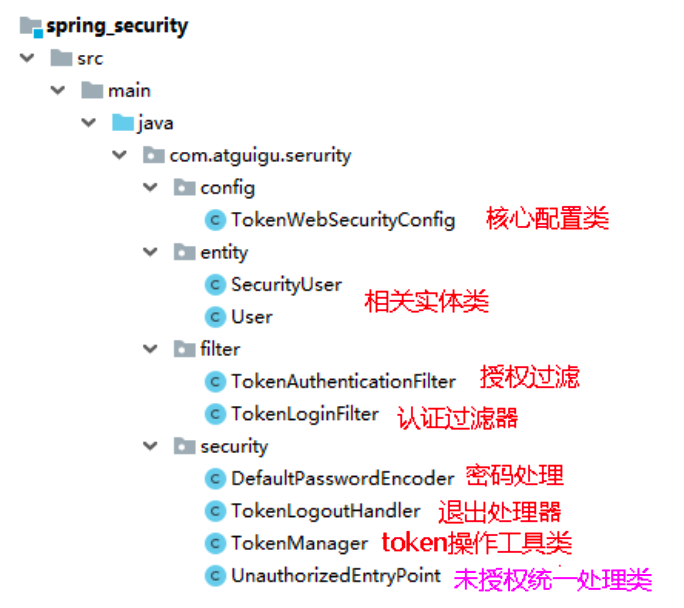 spring_security
src
main
java
com.atguigu.serurity
config
TokenWebSecurityConfig 核心配置类
entity
SecurityUser
相关实体类
User
filter
TokenAuthenticationFilter 授权过滤
TokenLoginFilter 认证过滤器
security
DefaultPasswordEncoder 密码处理
TokenLogoutHandler 退出处理器
TokenManager token操作工具类
UnauthorizedEntryPoint 未授权统一处理类